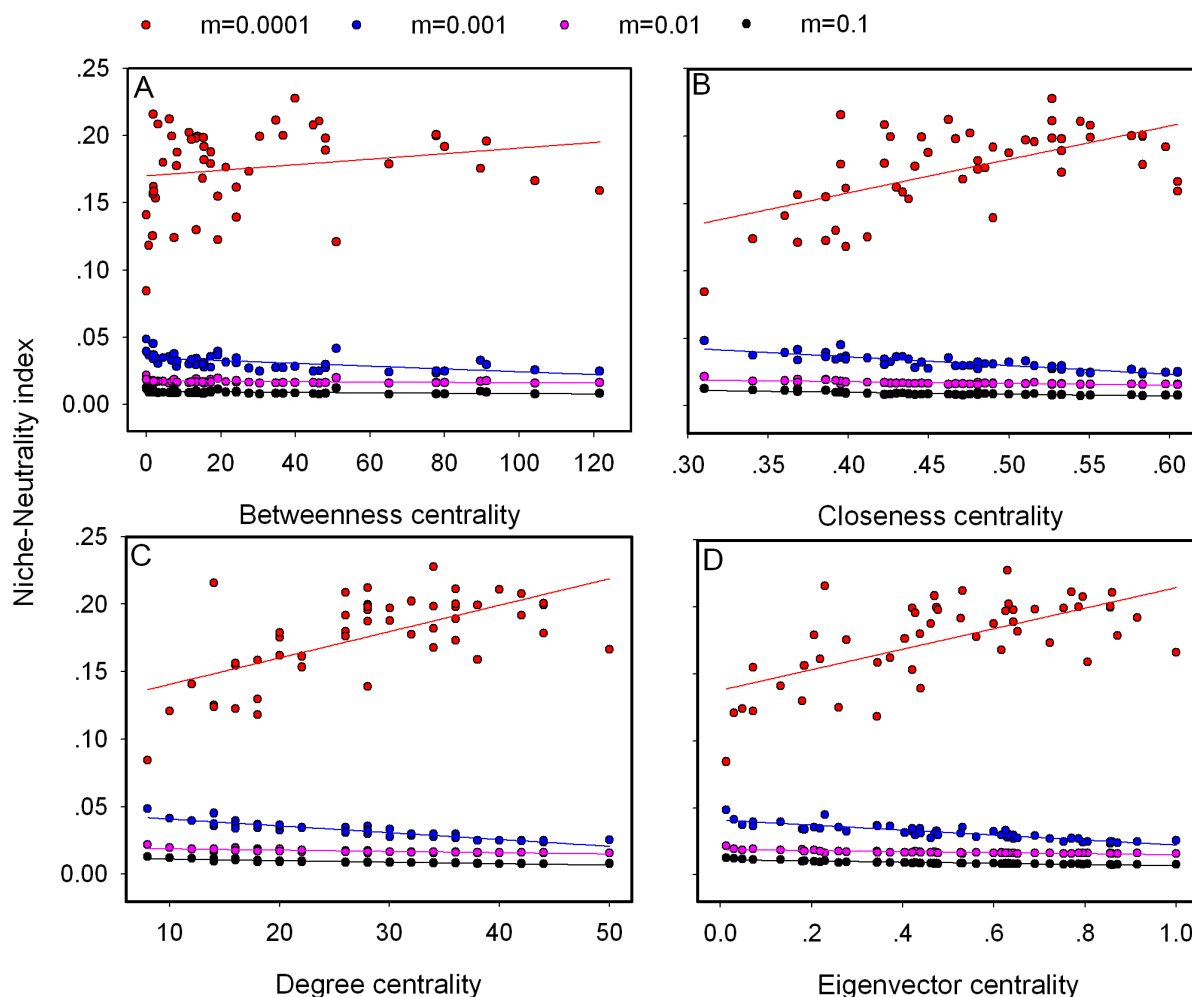 m=0.0001 m=0.001 m=0.01 m=0.1
A
.25
.20
.15
.10
.05
0.00
0 20 40 60 80 100 120
Betweenness centrality
B
.30 .35 .40 .45 .50 .55 .60
Closeness centrality
Niche-Neutrality index
C
.25
.20
.15
.10
.05
0.00
10 20 30 40 50
Degree centrality
D
0.0 .2 .4 .6 .8 1.0
Eigenvector centrality